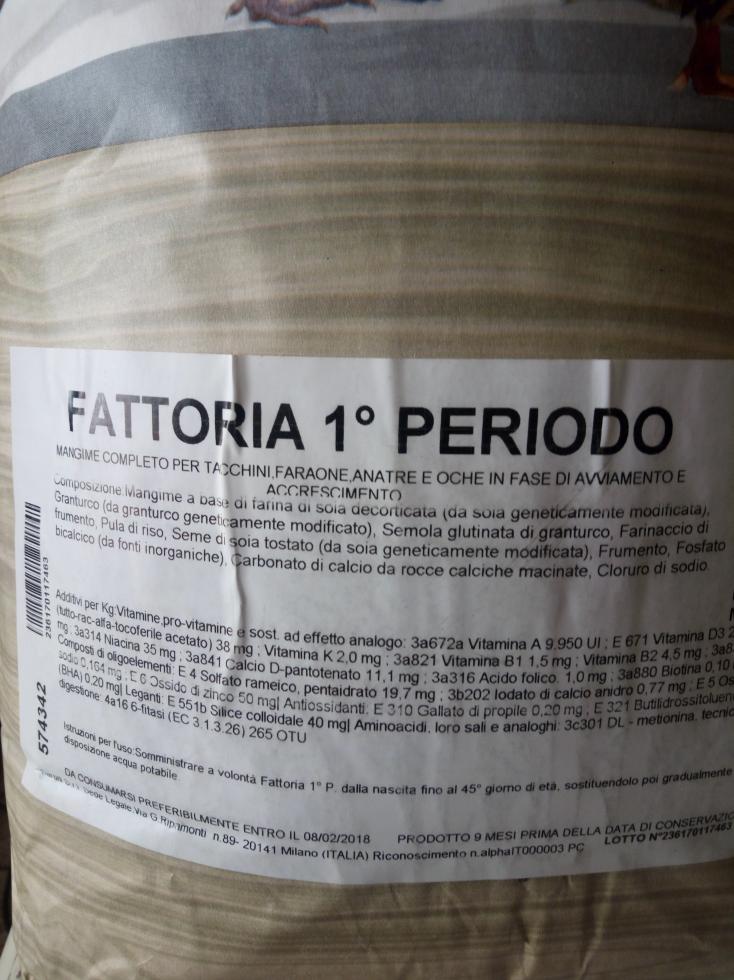 FATTORIA 1° PERIODO
MANGIME COMPLETO PER TACCHINI,FARAONE,ANATRE E OCHE IN FASE DI AVVIAMENTO E
ACCRESCIMENTO
Composizione:Mangime a base di farina di soia decorticata (da soia geneticamente modificata),
Granturco (da granturco geneticamente modificato), Semola glutinata di granturco, Farinaccio di
frumento, Pula di riso, Seme di soia tostato (da soia geneticamente modificata), Frumento, Fosfato
bicalcico (da fonti inorganiche), Carbonato di calcio da rocce calciche macinate, Cloruro di sodio.
Additivi per Kg:Vitamine,pro-vitamine e sost. ad effetto analogo: 3a672a Vitamina A 9.950 UI ; E 671 Vitamina D3
(tutto-rac-alfa-tocoferile acetato) 38 mg ; Vitamina K 2,0 mg ; 3a821 Vitamina B1 1,5 mg ; Vitamina B2 4,5 mg ;
mg ; 3a314 Niacina 35 mg ; 3a841 Calcio D-pantotenato 11,1 mg ; 3a316 Acido folico. 1,0 mg ; 3a880 Biotina 0,10
Composti di oligoelementi: E 4 Solfato rameico, pentaidrato 19,7 mg ; 3b202 Iodato di calcio anidro 0,77 mg ; E 5
sodio 0,164 mg ; E 6 Ossido di zinco 50 mg| Antiossidanti: E 310 Gallato di propile 0,20 mg ; E 321
(BHA) 0,20 mg| Leganti: E 551b Silice colloidale 40 mg| Aminoacidi, loro sali e analoghi: 3c301 DL - metionina, tecnic
digestione: 4a16 6-fitasi (EC 3.1.3.26) 265 OTU
Istruzioni per l'uso:Somministrare a volontà Fattoria 1° P. dalla nascita fino al 45° giorno di età, sostituendolo poi gradualmente
disposizione acqua potabile.
DA CONSUMARSI PREFERIBILMENTE ENTRO IL 08/02/2018 PRODOTTO 9 MESI PRIMA DELLA DATA DI CONSERVAZIO
Sede Legale:Via G.Ripamonti n.89- 20141 Milano (ITALIA) Riconoscimento n.alphaIT000003 PC LOTTO N°236170117463
236170117463
574342